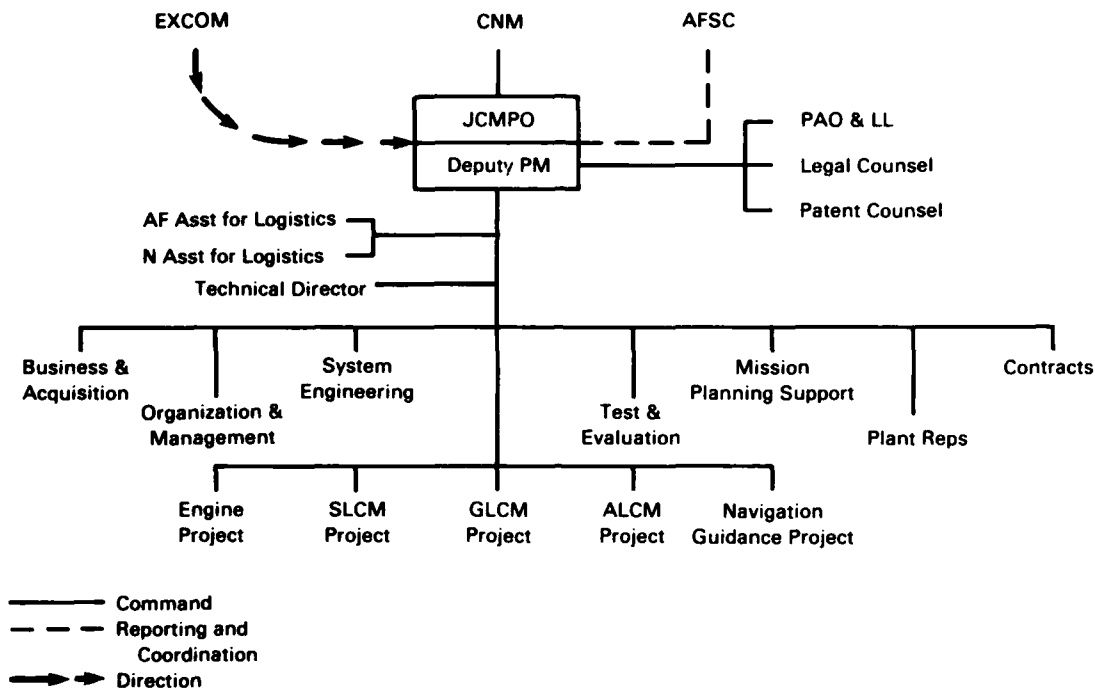 EXCOM
CNM
AFSC
JCMPO
Deputy PM
PAO & LL
Legal Counsel
Patent Counsel
AF Asst for Logistics
N Asst for Logistics
Technical Director
Business &
Acquisition
Organization &
Management
System
Engineering
Test &
Evaluation
Mission
Planning Support
Plant Reps
Contracts
Engine
Project
SLCM
Project
GLCM
Project
ALCM
Project
Navigation
Guidance Project
Command
Reporting and
Coordination
Direction